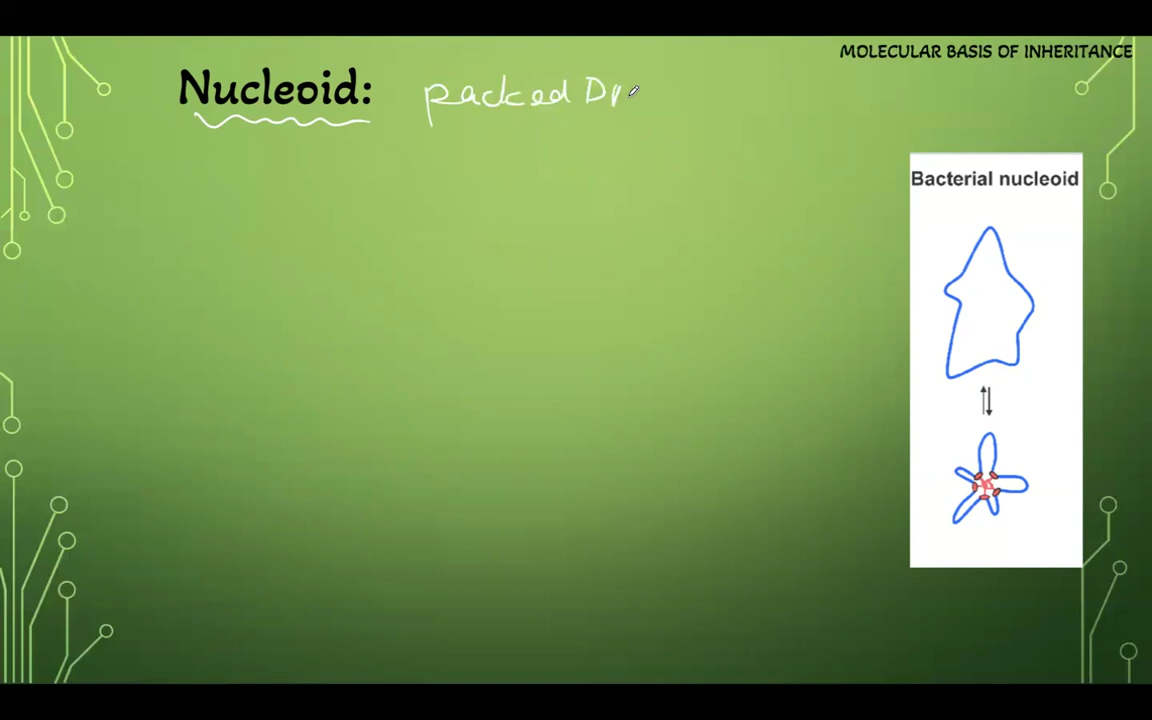 MOLECULAR BASIS OF INHERITANCE
Nucleoid: packed
Bacterial nucleoid